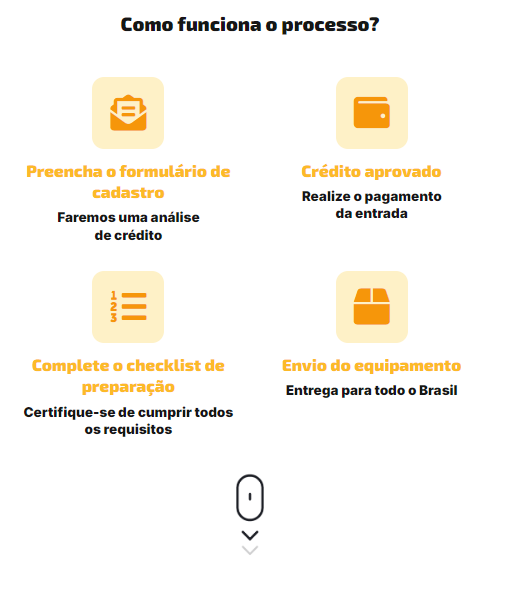 Como funciona o processo?
Preencha o formulário de
cadastro
Faremos uma análise
de crédito
Crédito aprovado
Realize o pagamento
da entrada
1
2
3
Complete o checklist de
preparação
Certifique-se de cumprir todos
os requisitos
Envio do equipamento
Entrega para todo o Brasil